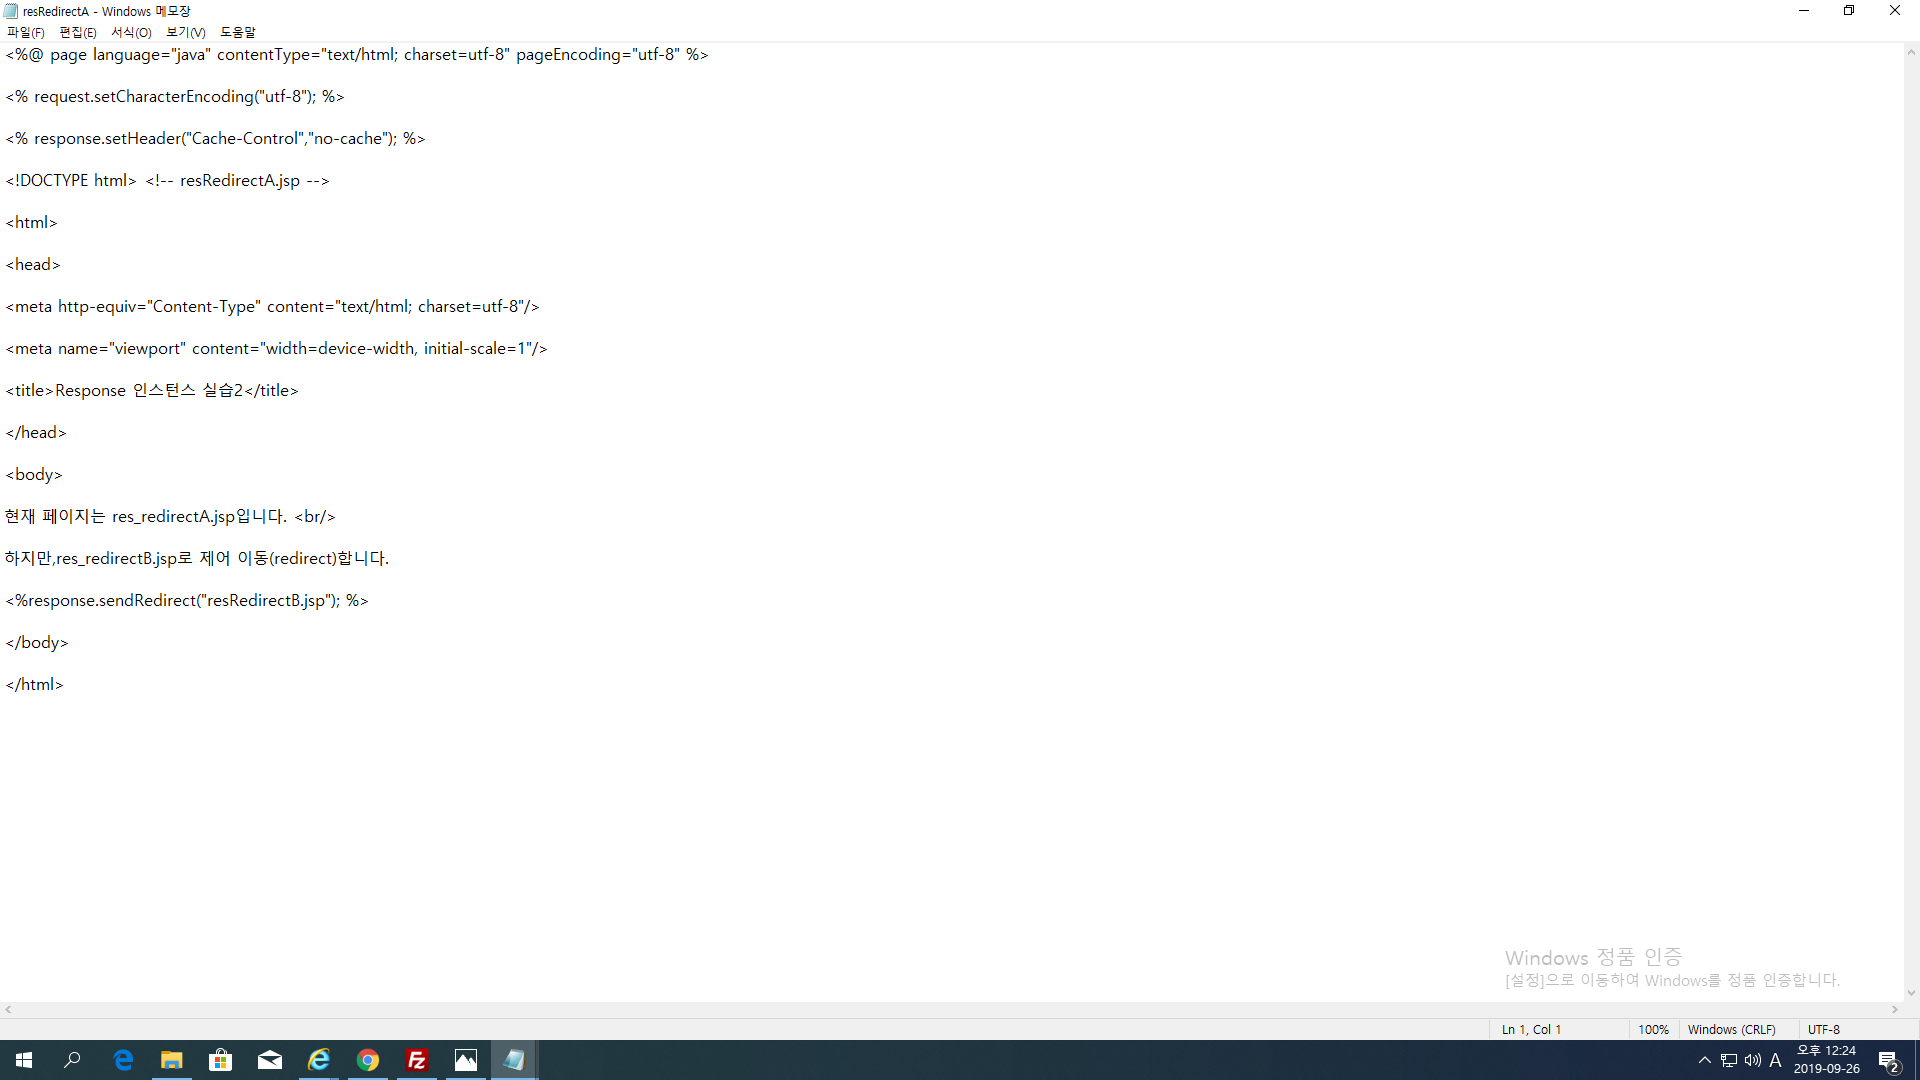 resRedirectA - Windows 메모장
파일(F) 편집(E) 서식(O) 보기(V) 도움말
<%@ page language="java" contentType="text/html; charset=utf-8" pageEncoding="utf-8" %>
<% request.setCharacterEncoding("utf-8"); %>
<% response.setHeader("Cache-Control","no-cache"); %>
<!DOCTYPE html> <!-- resRedirectA.jsp -->
<html>
<head>
<meta http-equiv="Content-Type" content="text/html; charset=utf-8"/>
<meta name="viewport" content="width=device-width, initial-scale=1"/>
<title>Response 인스턴스 실습2</title>
</head>
<body>
현재 페이지는 res_redirectA.jsp입니다. <br/>
하지만,res_redirectB.jsp로 제어 이동(redirect)합니다.
<%response.sendRedirect("resRedirectB.jsp"); %>
</body>
</html>
Windows 정품 인증
[설정]으로 이동하여 Windows를 정품 인증합니다.
Ln 1, Col 1 100% Windows (CRLF) UTF-8
A 오후 12:24
2019-09-26 2